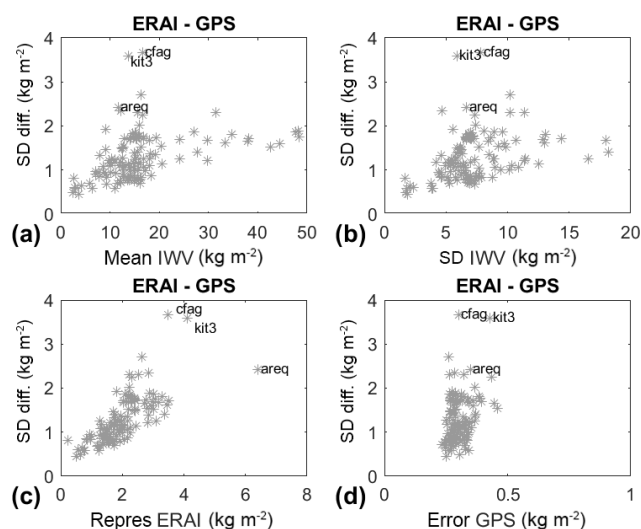 ERAI - GPS
SD diff. (kg m-2)
4
3
2
1
0
cfag
kit3
areq
0 10 20 30 40 50
(a)
Mean IWV (kg m-2)
ERAI - GPS
SD diff. (kg m-2)
4
3
2
1
0
kit3 cfag
areq
0 5 10 15 20
(b)
SD IWV (kg m-2)
ERAI - GPS
SD diff. (kg m-2)
4
3
2
1
0
cfag
kit3
areq
0 2 4 6 8
(c)
Repres ERAI (kg m-2)
ERAI - GPS
SD diff. (kg m-2)
4
3
2
1
0
cfag kit3
areq
0 0.5 1
(d)
Error GPS (kg m-2)